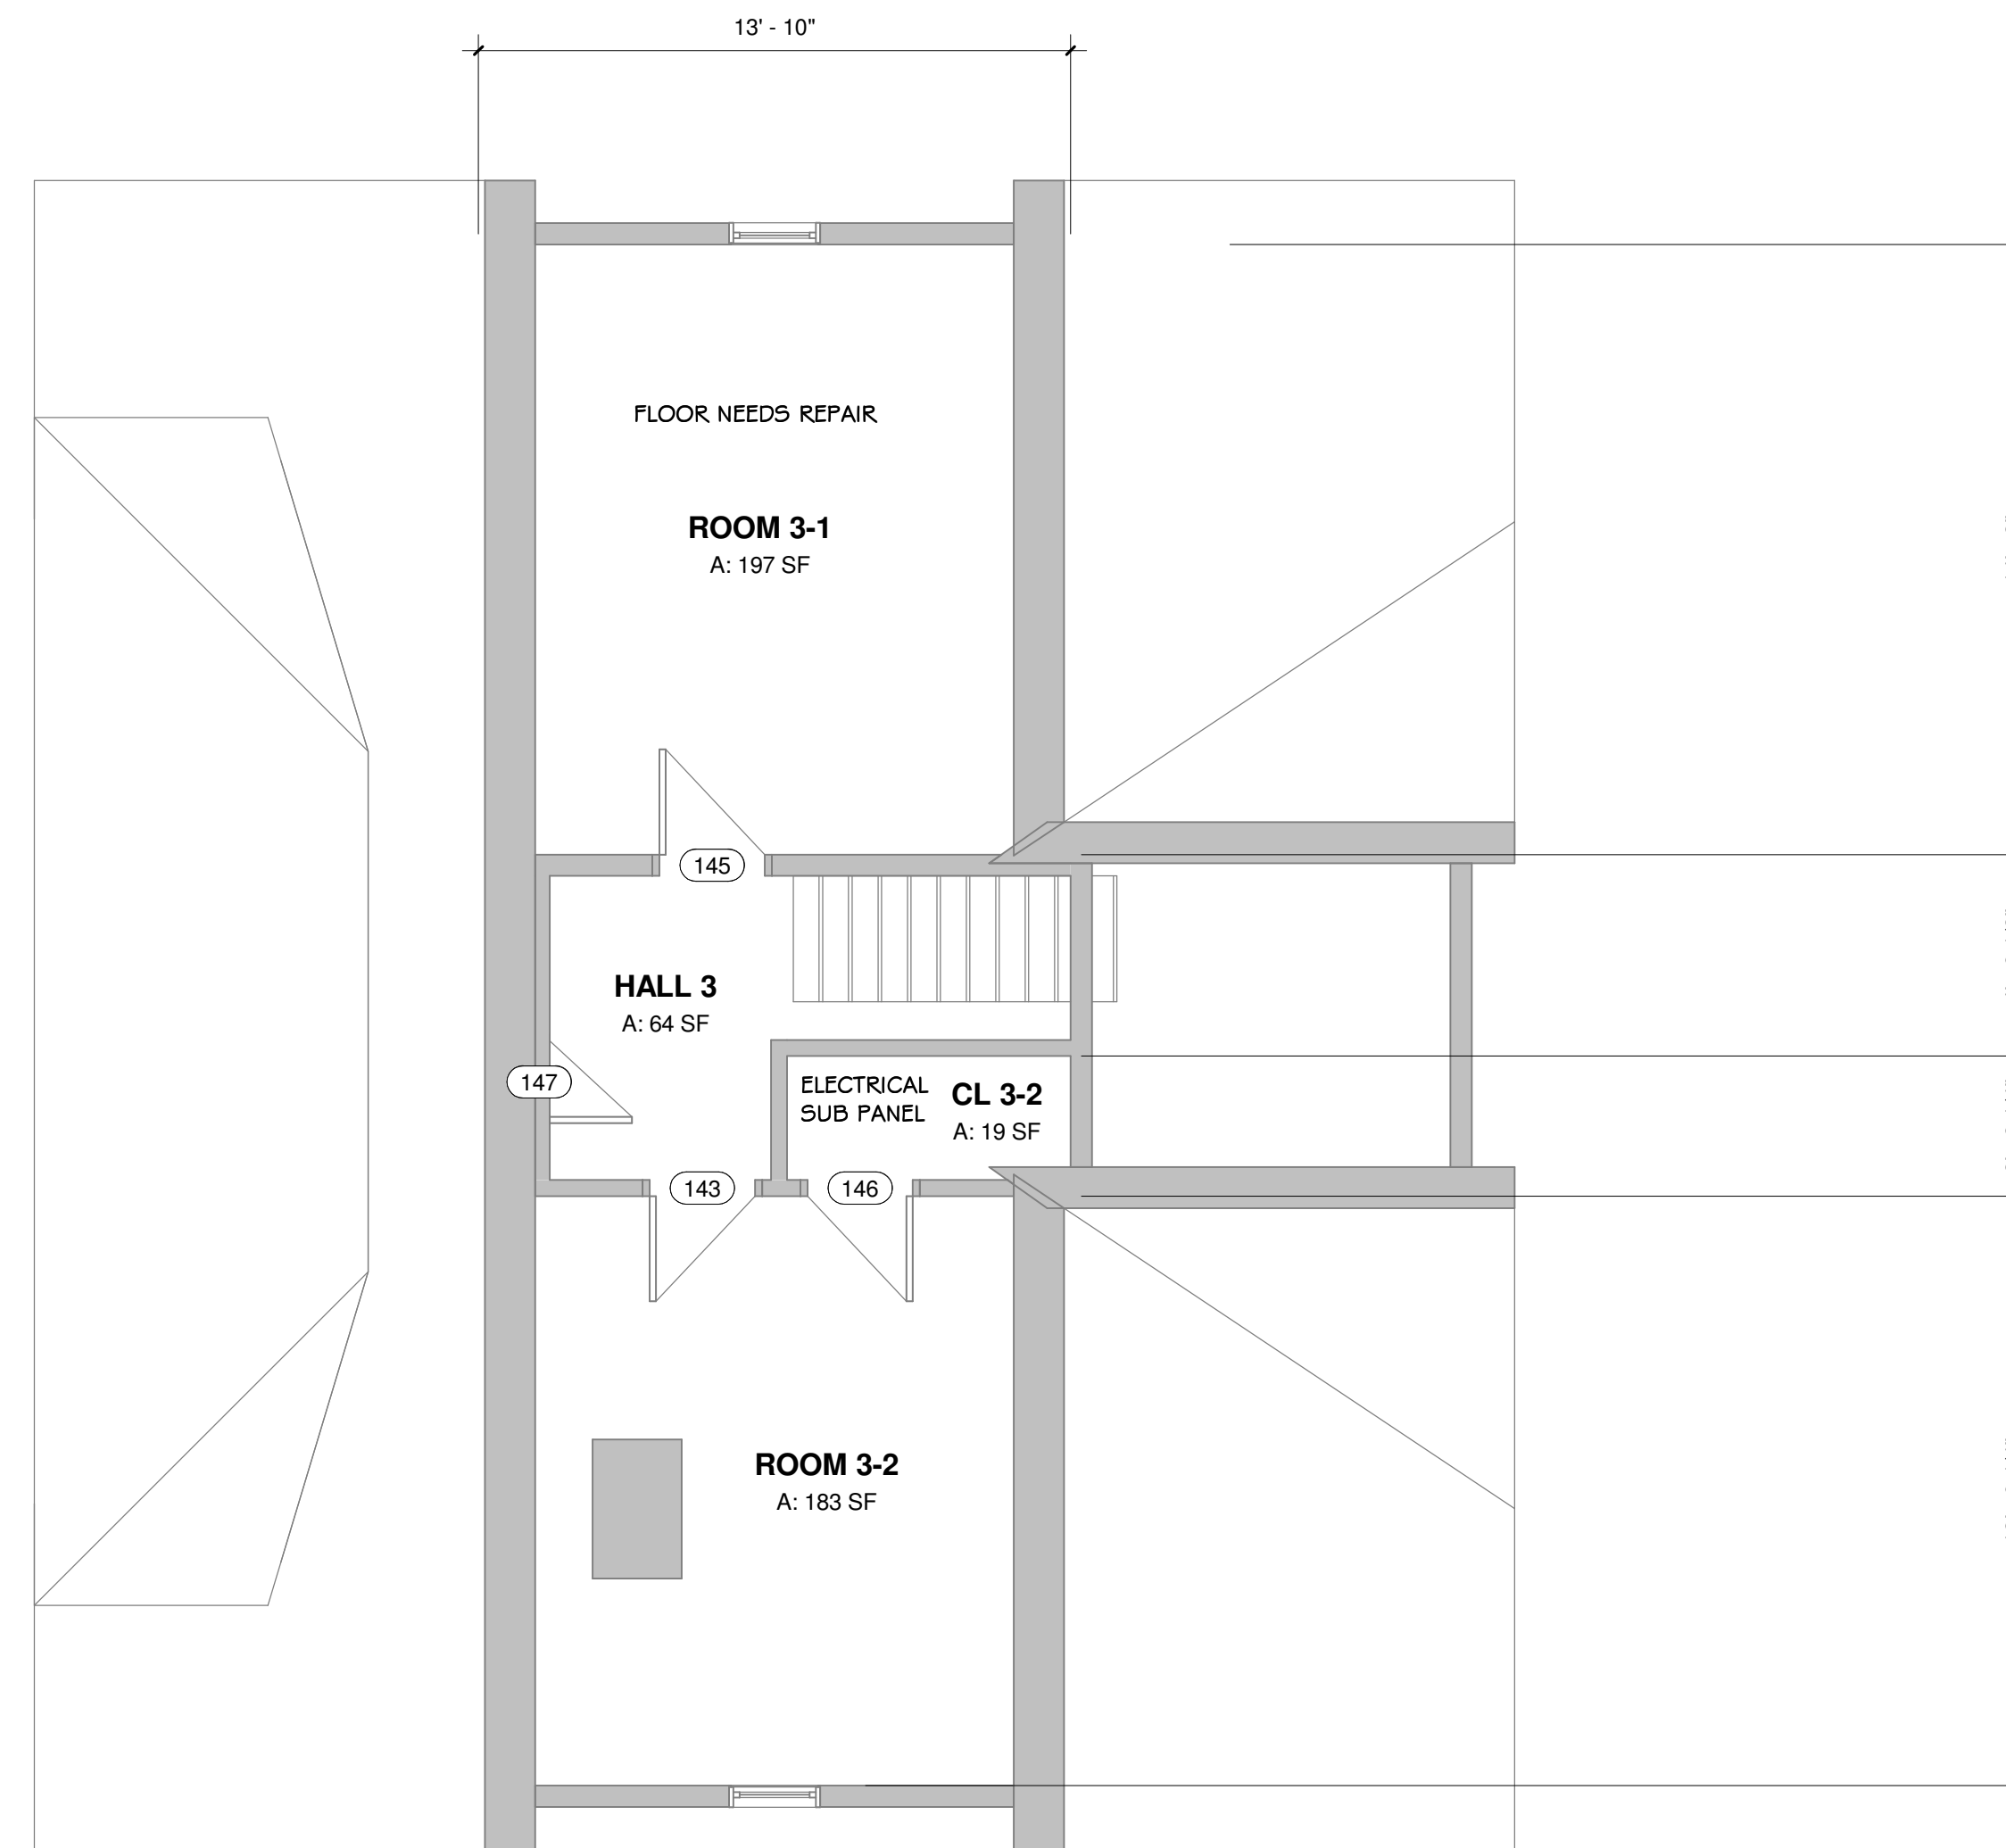 13' - 10"
FLOOR NEEDS REPAIR
ROOM 3-1
A: 197 SF
145
HALL 3
A: 64 SF
147
ELECTRICAL
SUB PANEL
CL 3-2
A: 19 SF
143
146
ROOM 3-2
A: 183 SF